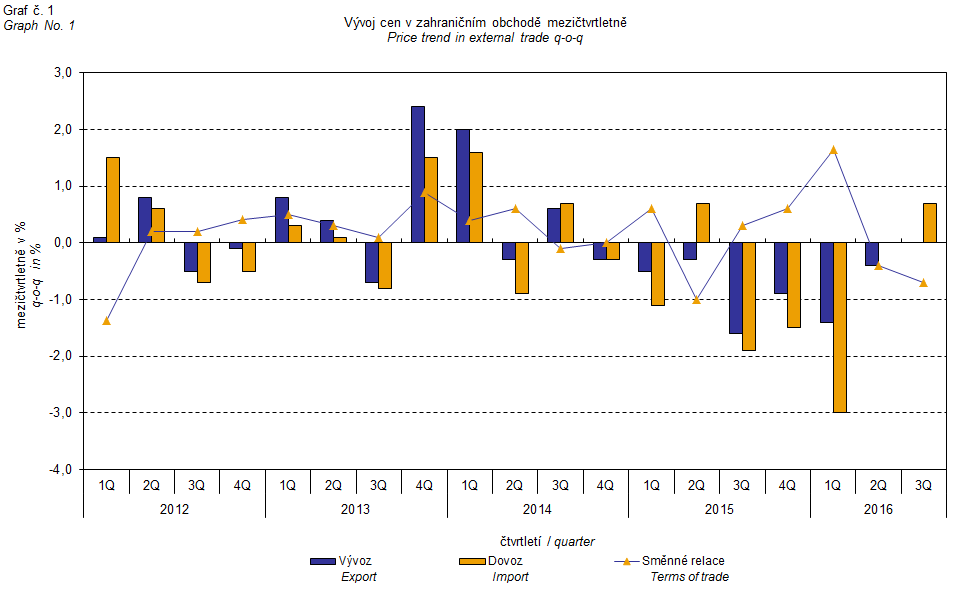 Graf č. 1
Graph No. 1
Vývoj cen v zahraničním obchodě mezičtvrtletně
Price trend in external trade q-o-q
mezičtvrtletně v %
q-o-q in %
3,0
2,0
1,0
0,0
-1,0
-2,0
-3,0
-4,0
1Q 2Q 3Q 4Q 1Q 2Q 3Q 4Q 1Q 2Q 3Q 4Q 1Q 2Q 3Q 4Q 1Q 2Q 3Q
2012 2013 2014 2015 2016
čtvrtletí / quarter
Vývoz Dovoz Směnné relace
Export Import Terms of trade